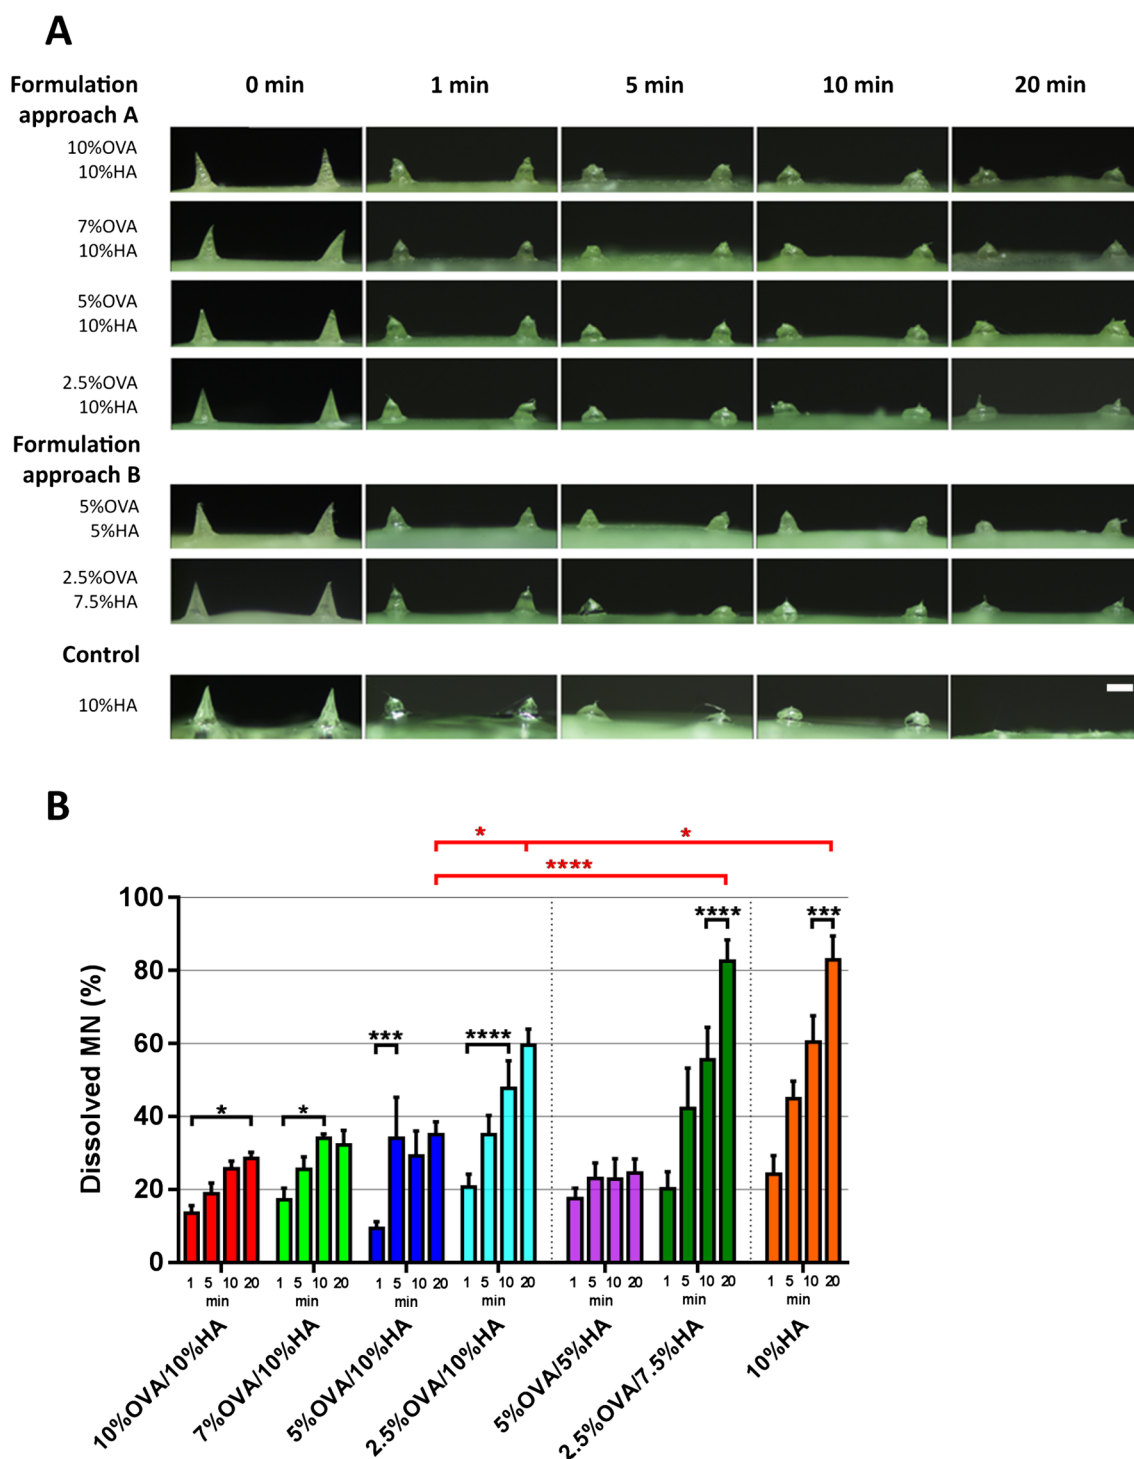 A
Formulation
approach A
0 min
1 min
5 min
10 min
20 min
10%OVA
10%HA
7%OVA
10%HA
5%OVA
10%HA
2.5%OVA
10%HA
Formulation
approach B
5%OVA
5%HA
2.5%OVA
7.5%HA
Control
10%HA
B
*
*
****
****
***
***
****
*
*
Dissolved MN (%)
100
80
60
40
20
0
1 5 10 20
min
1 5 10 20
min
1 5 10 20
min
1 5 10 20
min
1 5 10 20
min
1 5 10 20
min
1 5 10 20
min
10%OVA/10%HA
7%OVA/10%HA
5%OVA/10%HA
2.5%OVA/10%HA
5%OVA/5%HA
2.5%OVA/7.5%HA
10%HA